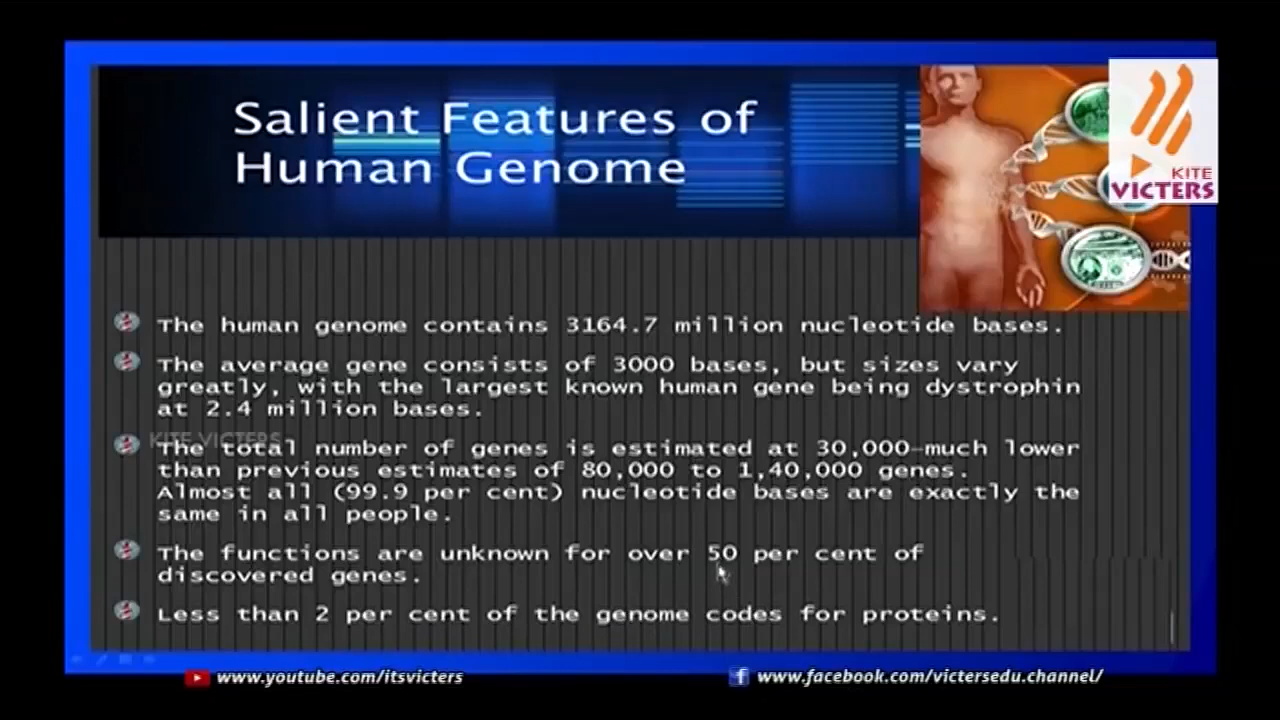 Salient Features of
Human Genome
KITE
VICTERS
The human genome contains 3164.7 million nucleotide bases.
The average gene consists of 3000 bases, but sizes vary
greatly, with the largest known human gene being dystrophin
at 2.4 million bases.
KITE VICTERS
The total number of genes is estimated at 30,000–much lower
than previous estimates of 80,000 to 1,40,000 genes.
Almost all (99.9 per cent) nucleotide bases are exactly the
same in all people.
The functions are unknown for over 50 per cent of
discovered genes.
Less than 2 per cent of the genome codes for proteins.
www.youtube.com/itsvicters
www.facebook.com/victersedu.channel/